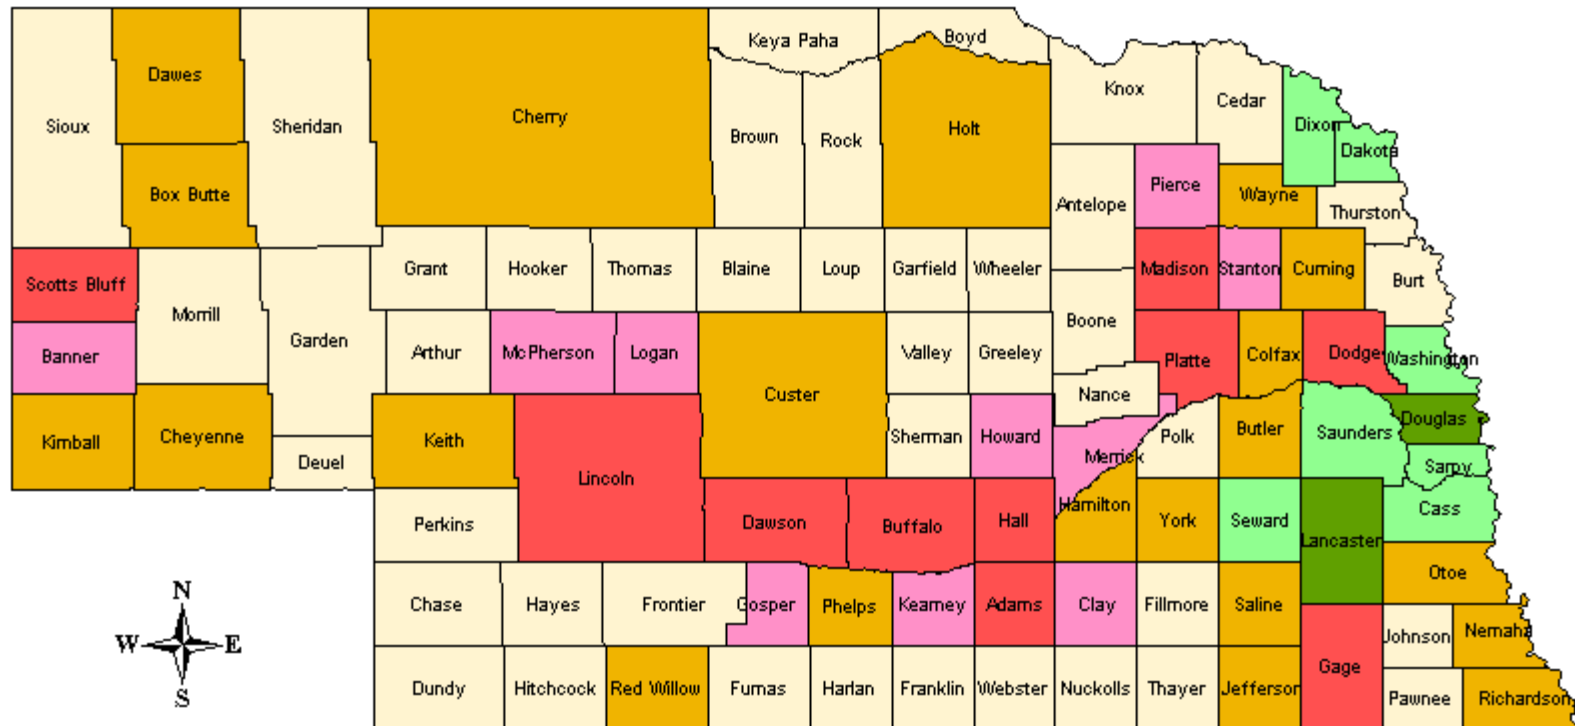 Keya Paha
Boyd
Dawes
Cherry
Knox
Cedar
Sioux
Sheridan
Brown
Rock
Holt
Dixon
Dakota
Box Butte
Pierce
Wayne
Antelope
Thurston
Scotts Bluff
Grant
Hooker
Thomas
Blaine
Loup
Garfield
Wheeler
Madison
Stanton
Cuming
Burt
Morrill
Garden
Boone
Banner
Arthur
McPherson
Logan
Valley
Greeley
Platte
Colfax
Dodge
Washington
Custer
Nance
Kimball
Cheyenne
Keith
Sherman
Howard
Merrick
Polk
Butler
Saunders
Douglas
Deuel
Lincoln
Sarpy
Perkins
Dawson
Buffalo
Hall
Hamilton
York
Seward
Lancaster
Cass
Otoe
N
Chase
Hayes
Frontier
Gosper
Phelps
Kearney
Adams
Clay
Fillmore
Saline
W
E
Johnson
Nemaha
Gage
S
Dundy
Hitchcock
Red Willow
Furnas
Harlan
Franklin
Webster
Nuckolls
Thayer
Jefferson
Pawnee
Richardson